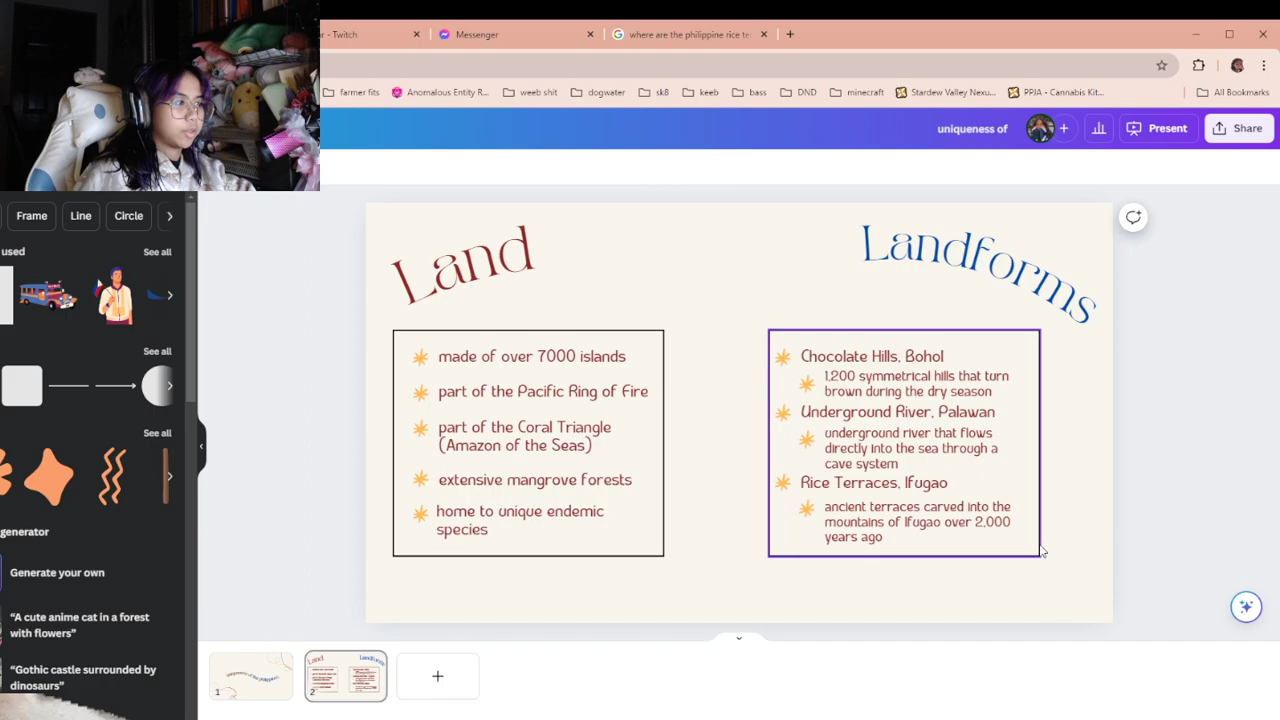 r - Twitch
Messenger
where are the philippine rice te
farmer fits
Anomalous Entity R...
weeb shit
dogwater
sk8
keeb
bass
DND
minecraft
Stardew Valley Nexu...
PPJA - Cannabis Kit...
All Bookmarks
uniqueness of
Present
Share
Frame
Line
Circle
used
See all
See all
See all
generator
Generate your own
"A cute anime cat in a forest
with flowers"
"Gothic castle surrounded by
dinosaurs"
Land
made of over 7000 islands
part of the Pacific Ring of Fire
part of the Coral Triangle
(Amazon of the Seas)
extensive mangrove forests
home to unique endemic
species
Landforms
Chocolate Hills, Bohol
1,200 symmetrical hills that turn
brown during the dry season
Underground River, Palawan
underground river that flows
directly into the sea through a
cave system
Rice Terraces, Ifugao
ancient terraces carved into the
mountains of Ifugao over 2,000
years ago
1
uniqueness of the philippines
2
Land
Landforms